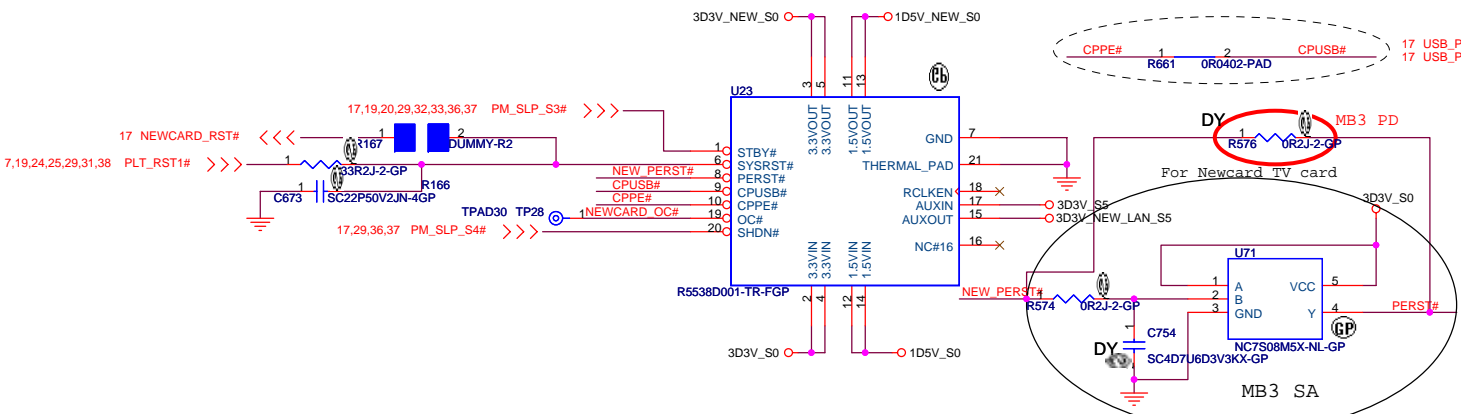 3D3V_NEW_S0
1D5V_NEW_S0
CPPE#
1
2
CPUSB#
R661
0R0402-PAD
17 USB_P
17 USB_P
3
5
11
13
U23
3.3VOUT
3.3VOUT
1.5VOUT
1.5VOUT
17,19,20,29,32,33,36,37 PM_SLP_S3#
17 NEWCARD_RST#
1
R167
2
DUMMY-R2
7,19,24,25,29,31,38 PLT_RST1#
1
33R2J-2-GP
R166
C673
1
SC22P50V2JN-4GP
NEW_PERST#
CPUSB#
CPPE#
TPAD30 TP28
1
NEWCARD_OC#
17,29,36,37 PM_SLP_S4#
1 STBY#
6 SYSRST#
8 PERST#
9 CPUSB#
10 CPPE#
19 OC#
20 SHDN#
GND 7
THERMAL_PAD 21
RCLKEN 18
AUXIN 17
AUXOUT 15
NC#16 16
3D3V_S5
3D3V_NEW_LAN_S5
3.3VIN
3.3VIN
1.5VIN
1.5VIN
2
4
12
14
R5538D001-TR-FGP
3D3V_S0
1D5V_S0
DY
1
R576
0R2J-2-GP
MB3 PD
For Newcard TV card
3D3V_S0
U71
1 A
2 B
3 GND
VCC 5
Y 4
NC7S08M5X-NL-GP
GP
PERST#
NEW_PERST#
1
R574
0R2J-2-GP
1
C754
DY
SC4D7U6D3V3KX-GP
MB3 SA